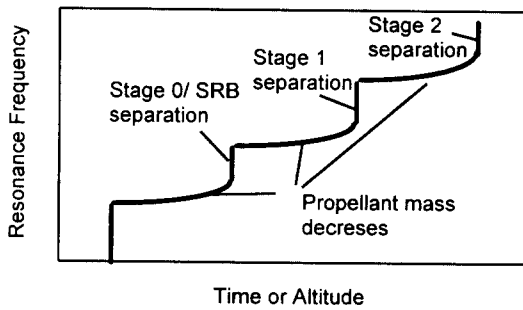 Resonance Frequency
Stage 2
separation
Stage 1
separation
Stage 0/ SRB
separation
Propellant mass
decreses
Time or Altitude